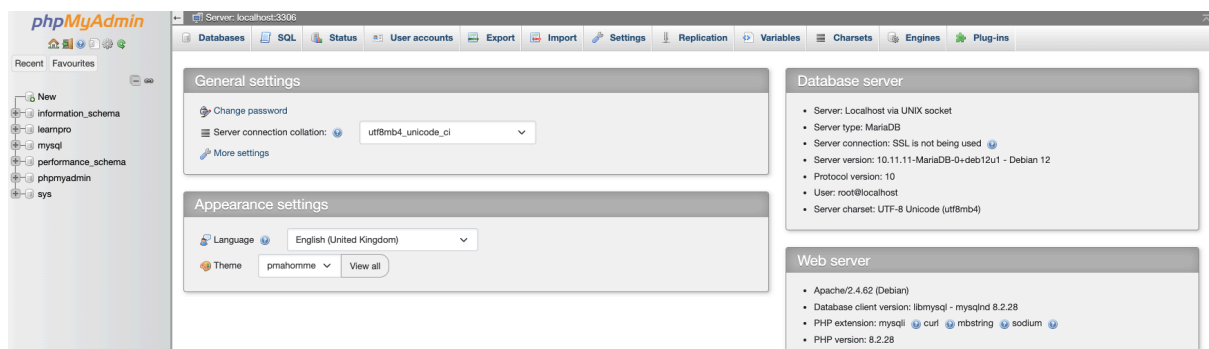 phpMyAdmin
Recent Favourites
New
information_schema
learnpro
mysql
performance_schema
phpmyadmin
sys
Server: localhost:3306
Databases SQL Status User accounts Export Import Settings Replication Variables Charsets Engines Plug-ins
General settings
Change password
Server connection collation: utf8mb4_unicode_ci
More settings
Appearance settings
Language English (United Kingdom)
Theme pmahomme View all
Database server
• Server: Localhost via UNIX socket
• Server type: MariaDB
• Server connection: SSL is not being used
• Server version: 10.11.11-MariaDB-0+deb12u1 - Debian 12
• Protocol version: 10
• User: root@localhost
• Server charset: UTF-8 Unicode (utf8mb4)
Web server
• Apache/2.4.62 (Debian)
• Database client version: libmysql - mysqlnd 8.2.28
• PHP extension: mysqli curl mbstring sodium
• PHP version: 8.2.28